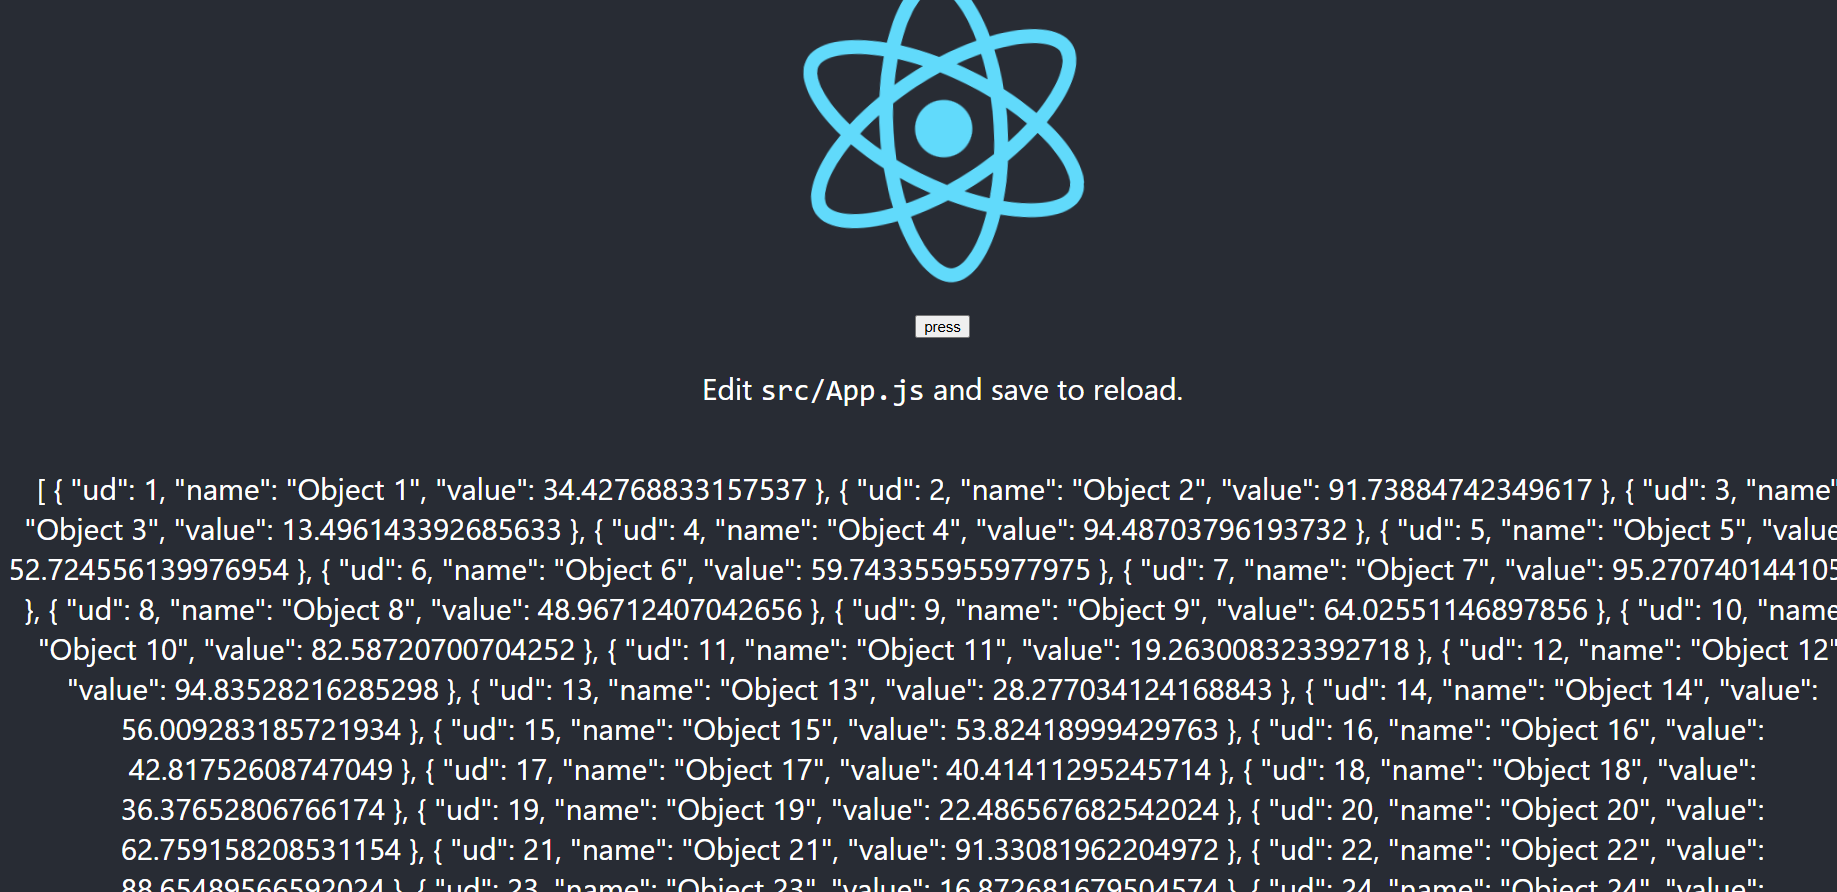 press
Edit src/App.js and save to reload.
[ { "ud": 1, "name": "Object 1", "value": 34.42768833157537 }, { "ud": 2, "name": "Object 2", "value": 91.73884742349617 }, { "ud": 3, "name"
"Object 3", "value": 13.496143392685633 }, { "ud": 4, "name": "Object 4", "value": 94.48703796193732 }, { "ud": 5, "name": "Object 5", "value
52.724556139976954 }, { "ud": 6, "name": "Object 6", "value": 59.743355955977975 }, { "ud": 7, "name": "Object 7", "value": 95.270740144105
}, { "ud": 8, "name": "Object 8", "value": 48.96712407042656 }, { "ud": 9, "name": "Object 9", "value": 64.02551146897856 }, { "ud": 10, "name
"Object 10", "value": 82.58720700704252 }, { "ud": 11, "name": "Object 11", "value": 19.263008323392718 }, { "ud": 12, "name": "Object 12"
"value": 94.83528216285298 }, { "ud": 13, "name": "Object 13", "value": 28.277034124168843 }, { "ud": 14, "name": "Object 14", "value":
56.009283185721934 }, { "ud": 15, "name": "Object 15", "value": 53.82418999429763 }, { "ud": 16, "name": "Object 16", "value":
42.81752608747049 }, { "ud": 17, "name": "Object 17", "value": 40.41411295245714 }, { "ud": 18, "name": "Object 18", "value":
36.37652806766174 }, { "ud": 19, "name": "Object 19", "value": 22.486567682542024 }, { "ud": 20, "name": "Object 20", "value":
62.759158208531154 }, { "ud": 21, "name": "Object 21", "value": 91.33081962204972 }, { "ud": 22, "name": "Object 22", "value":
88.65489566592024 }, { "ud": 23, "name": "Object 23", "value": 16.872681679504574 }, { "ud": 24, "name": "Object 24", "value":